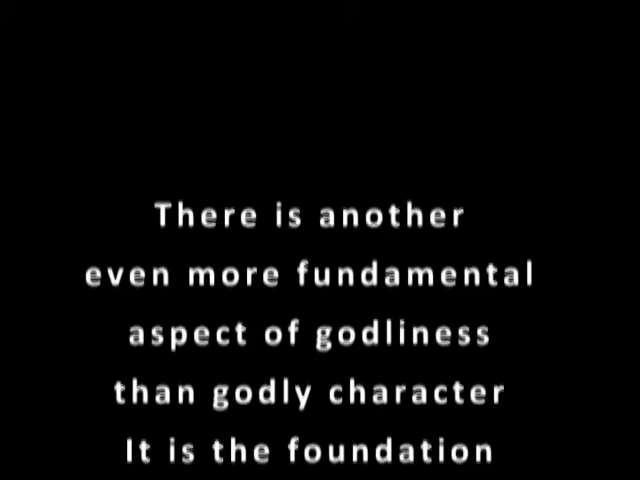 There is another
even more fundamental
aspect of godliness
than godly character
It is the foundation